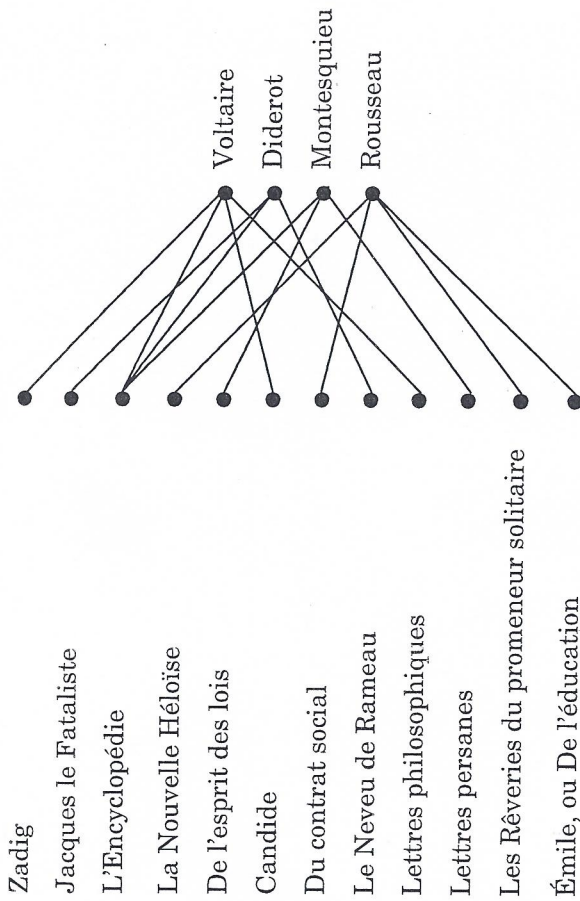 Voltaire
Diderot
Montesquieu
Rousseau
Zadig
Jacques le Fataliste
L'Encyclopédie
La Nouvelle Héloïse
De l'esprit des lois
Candide
Du contrat social
Le Neveu de Rameau
Lettres philosophiques
Lettres persanes
Les Rêveries du promeneur solitaire
Émile, ou De l'éducation